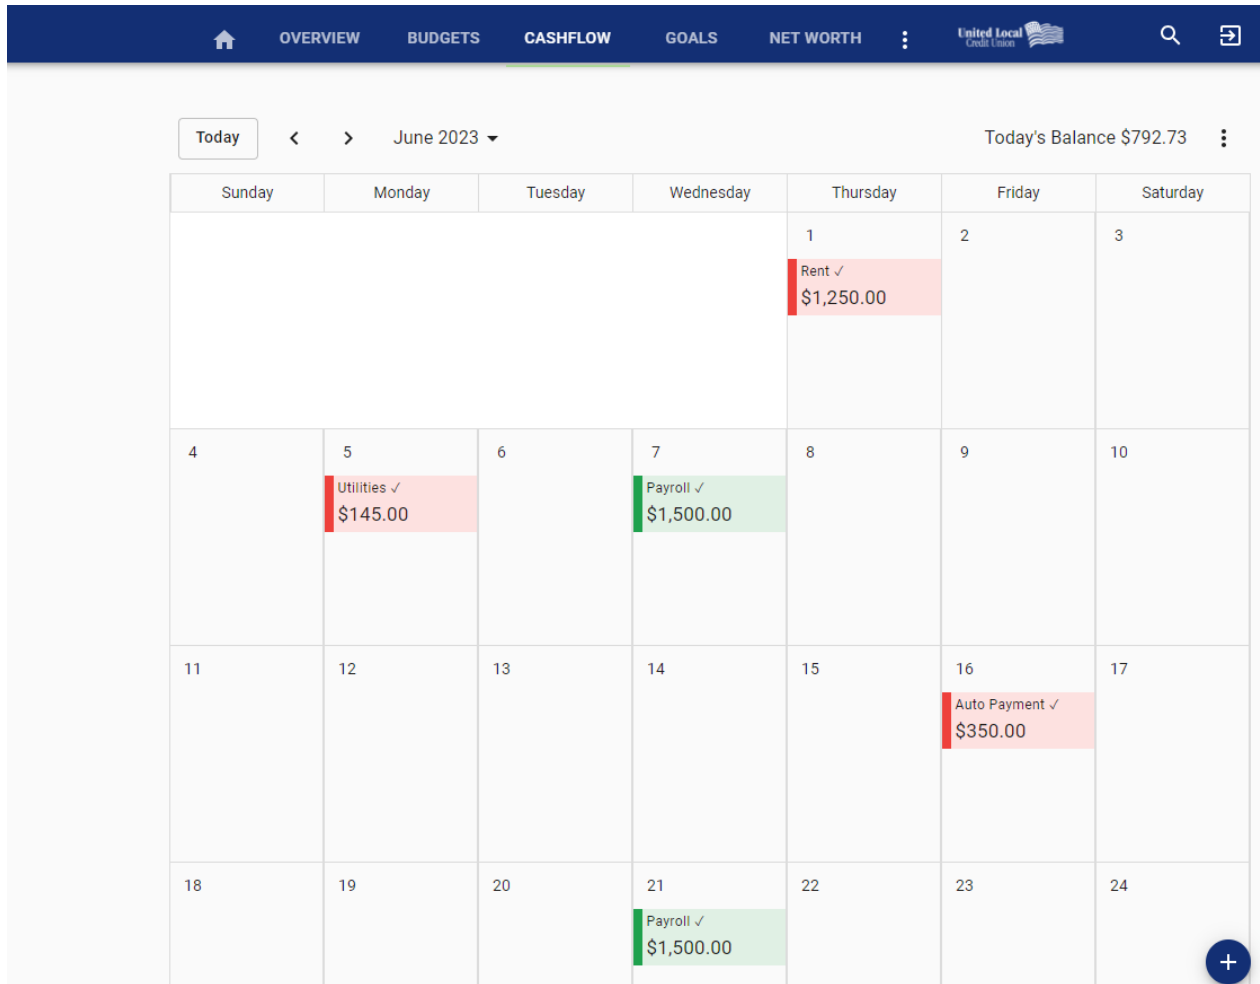 OVERVIEW BUDGETS CASHFLOW GOALS NET WORTH United Local
Credit Union
Today June 2023 Today's Balance $792.73
Sunday Monday Tuesday Wednesday Thursday Friday Saturday
1 2 3
Rent ✓
$1,250.00
4 5 6 7 8 9 10
Utilities ✓ Payroll ✓
$145.00 $1,500.00
11 12 13 14 15 16 17
Auto Payment ✓
$350.00
18 19 20 21 22 23 24
Payroll ✓
$1,500.00